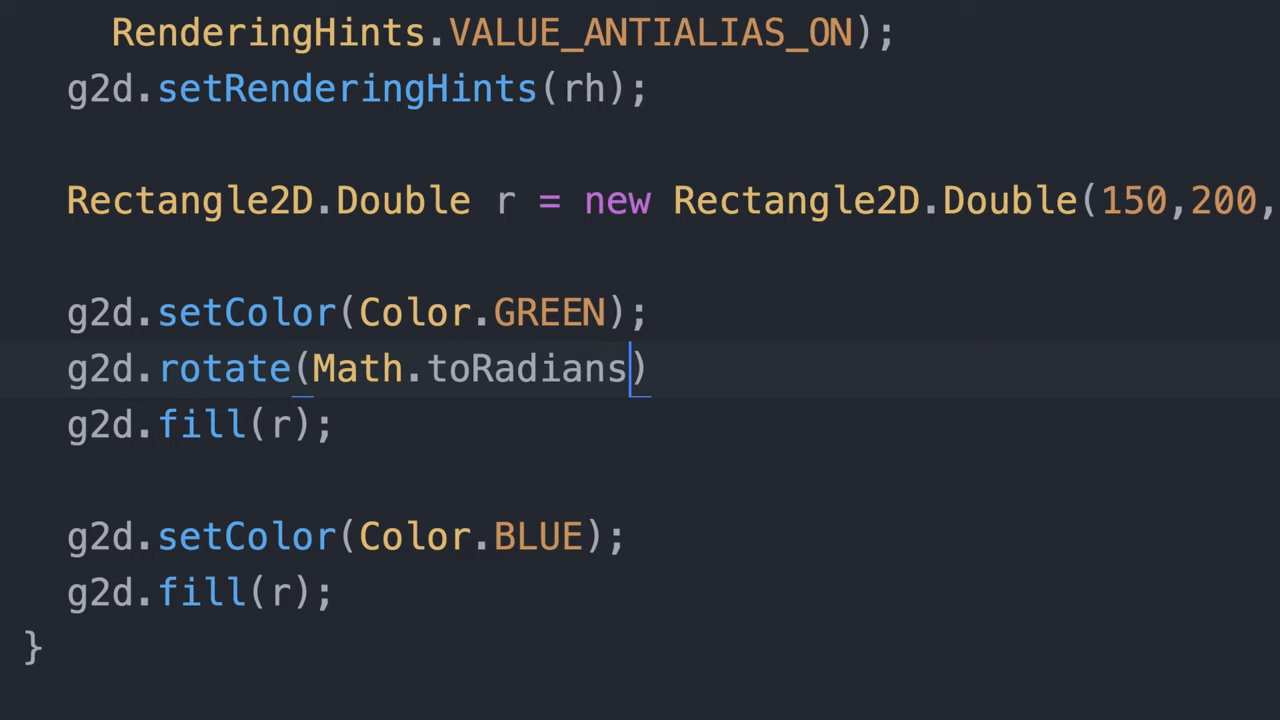 RenderingHints.VALUE_ANTIALIAS_ON);
g2d.setRenderingHints(rh);
Rectangle2D.Double r = new Rectangle2D.Double(150,200,
g2d.setColor(Color.GREEN);
g2d.rotate(Math.toRadians)
g2d.fill(r);
g2d.setColor(Color.BLUE);
g2d.fill(r);
}